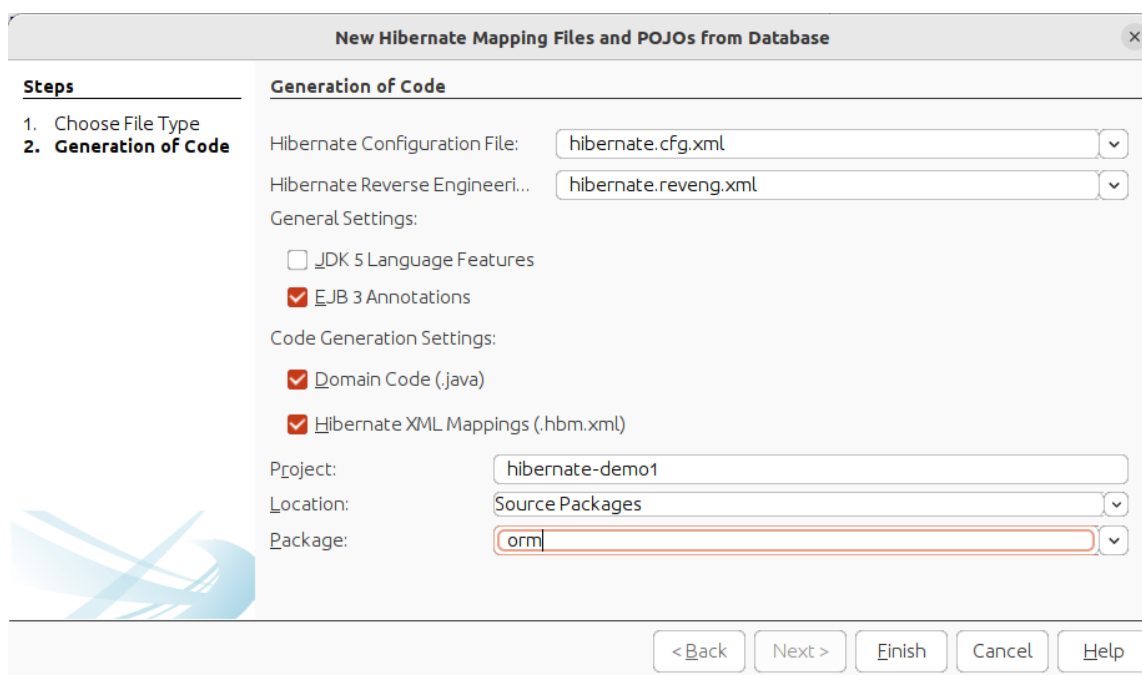 New Hibernate Mapping Files and POJOs from Database
Steps
1. Choose File Type
2. Generation of Code
Generation of Code
Hibernate Configuration File: hibernate.cfg.xml
Hibernate Reverse Engineeri... hibernate.reveng.xml
General Settings:
JDK 5 Language Features
EJB 3 Annotations
Code Generation Settings:
Domain Code (.java)
Hibernate XML Mappings (.hbm.xml)
Project: hibernate-demo1
Location: Source Packages
Package: orm
< Back Next > Finish Cancel Help